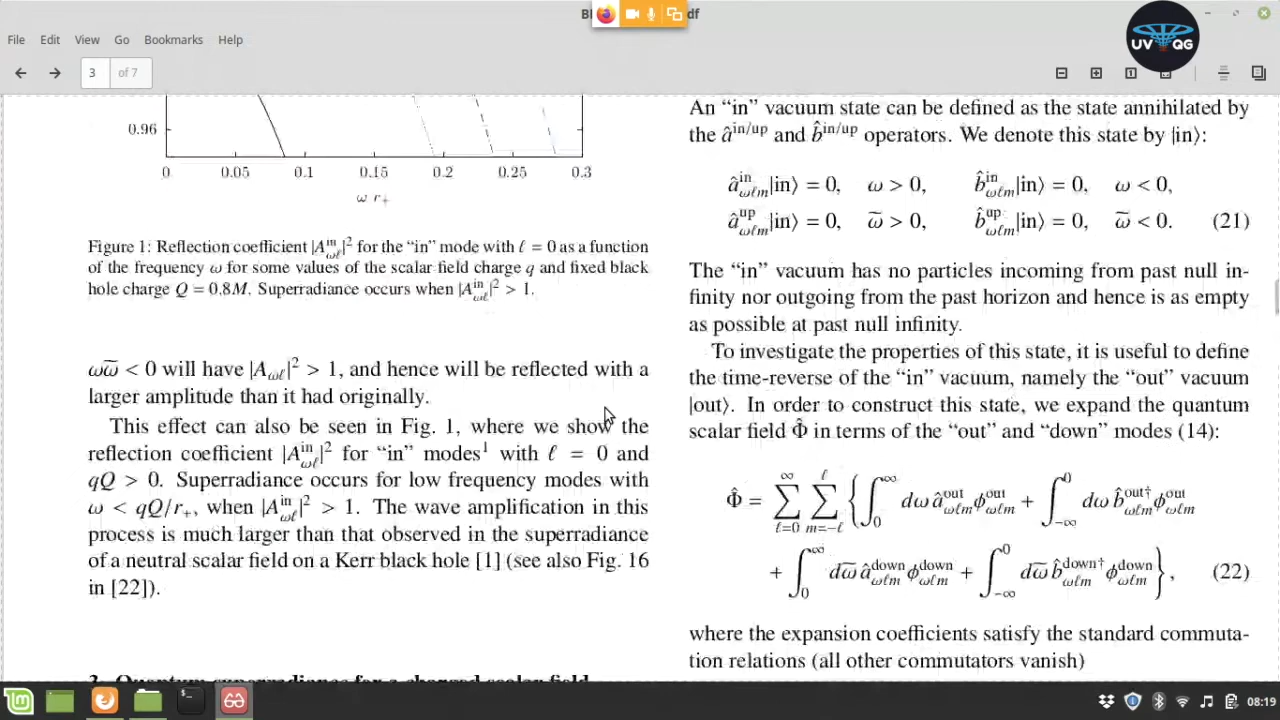 Bl df
UV QG
File Edit View Go Bookmarks Help
3 of 7
0.96
0 0.05 0.1 0.15 0.2 0.25 0.3
ω r₊
Figure 1: Reflection coefficient |A^in_ωℓ|² for the “in” mode with ℓ = 0 as a function
of the frequency ω for some values of the scalar field charge q and fixed black
hole charge Q = 0.8M. Superradiance occurs when |A^in_ωℓ|² > 1.
ωω̃ < 0 will have |A_ωℓ|² > 1, and hence will be reflected with a
larger amplitude than it had originally.
This effect can also be seen in Fig. 1, where we show the
reflection coefficient |A^in_ωℓ|² for “in” modes¹ with ℓ = 0 and
qQ > 0. Superradiance occurs for low frequency modes with
ω < qQ/r₊, when |A^in_ωℓ|² > 1. The wave amplification in this
process is much larger than that observed in the superradiance
of a neutral scalar field on a Kerr black hole [1] (see also Fig. 16
in [22]).
3. Quantum superradiance for a charged scalar field
An “in” vacuum state can be defined as the state annihilated by
the â^in/up and b̂^in/up operators. We denote this state by |in⟩:
â^in_ωℓm|in⟩ = 0, ω > 0, b̂^in_ωℓm|in⟩ = 0, ω < 0,
â^up_ωℓm|in⟩ = 0, ω̃ > 0, b̂^up_ωℓm|in⟩ = 0, ω̃ < 0. (21)
The “in” vacuum has no particles incoming from past null in-
finity nor outgoing from the past horizon and hence is as empty
as possible at past null infinity.
To investigate the properties of this state, it is useful to define
the time-reverse of the “in” vacuum, namely the “out” vacuum
|out⟩. In order to construct this state, we expand the quantum
scalar field Φ̂ in terms of the “out” and “down” modes (14):
Φ̂ = ∑_{ℓ=0}^{∞} ∑_{m=−ℓ}^{ℓ} { ∫_0^∞ dω â^out_ωℓm ϕ^out_ωℓm + ∫_{−∞}^0 dω b̂^out†_ωℓm ϕ^out_ωℓm
+ ∫_0^∞ dω̃ â^down_ωℓm ϕ^down_ωℓm + ∫_{−∞}^0 dω̃ b̂^down†_ωℓm ϕ^down_ωℓm }, (22)
where the expansion coefficients satisfy the standard commuta-
tion relations (all other commutators vanish)
08:19